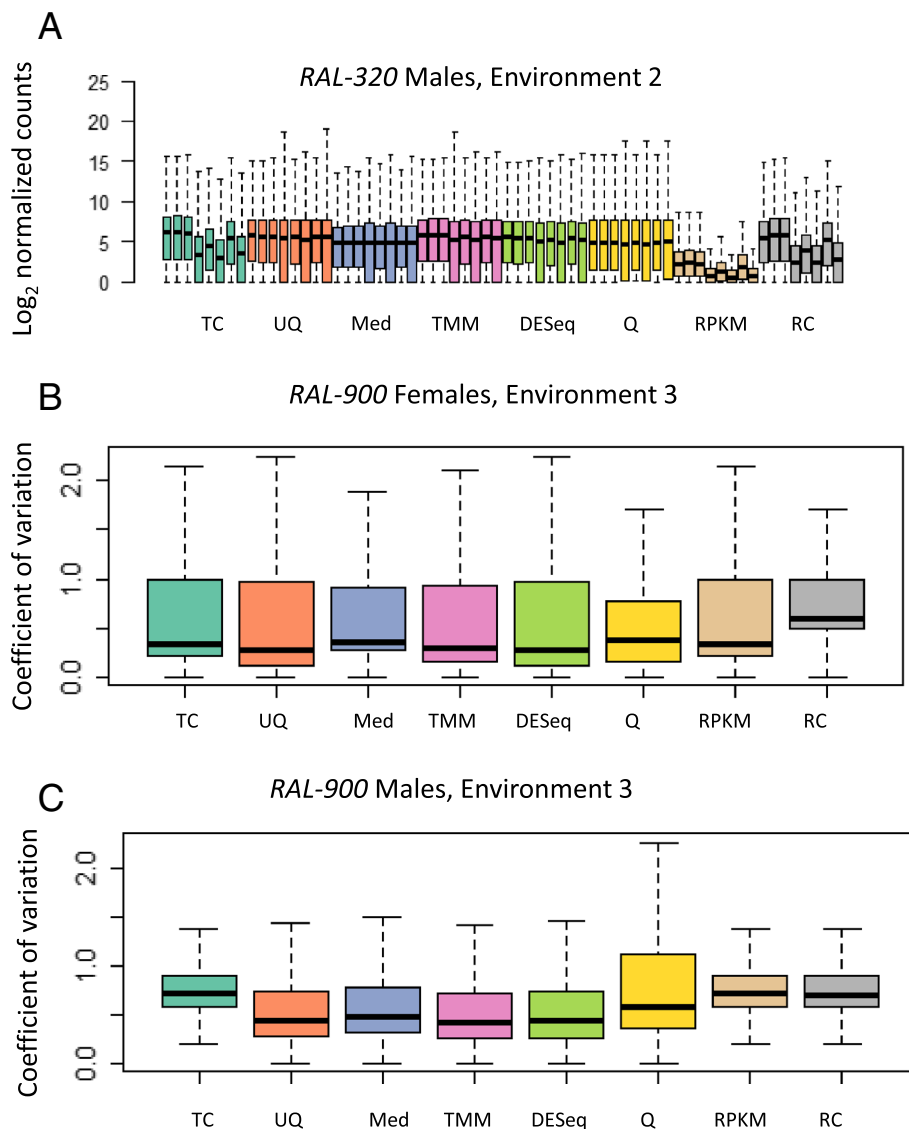 A
RAL-320 Males, Environment 2
Log2 normalized counts
25
20
15
10
5
0
TC UQ Med TMM DESeq Q RPKM RC
B
RAL-900 Females, Environment 3
Coefficient of variation
2.0
1.0
0.0
TC UQ Med TMM DESeq Q RPKM RC
C
RAL-900 Males, Environment 3
Coefficient of variation
2.0
1.0
0.0
TC UQ Med TMM DESeq Q RPKM RC